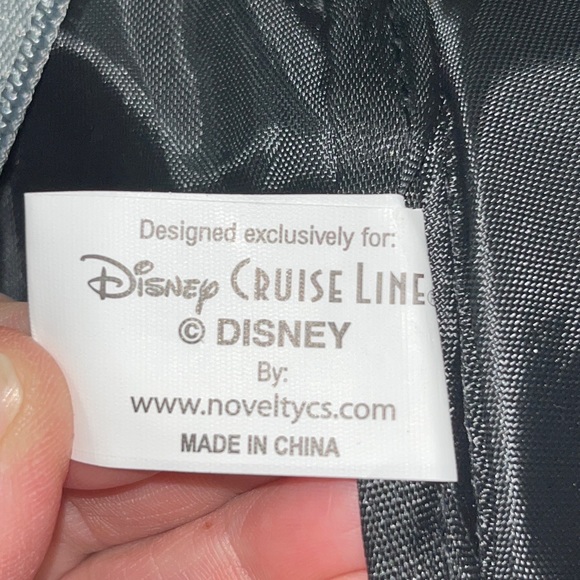 Designed exclusively for:
Disney CRUISE LINE®
© DISNEY
By:
www.noveltycs.com
MADE IN CHINA